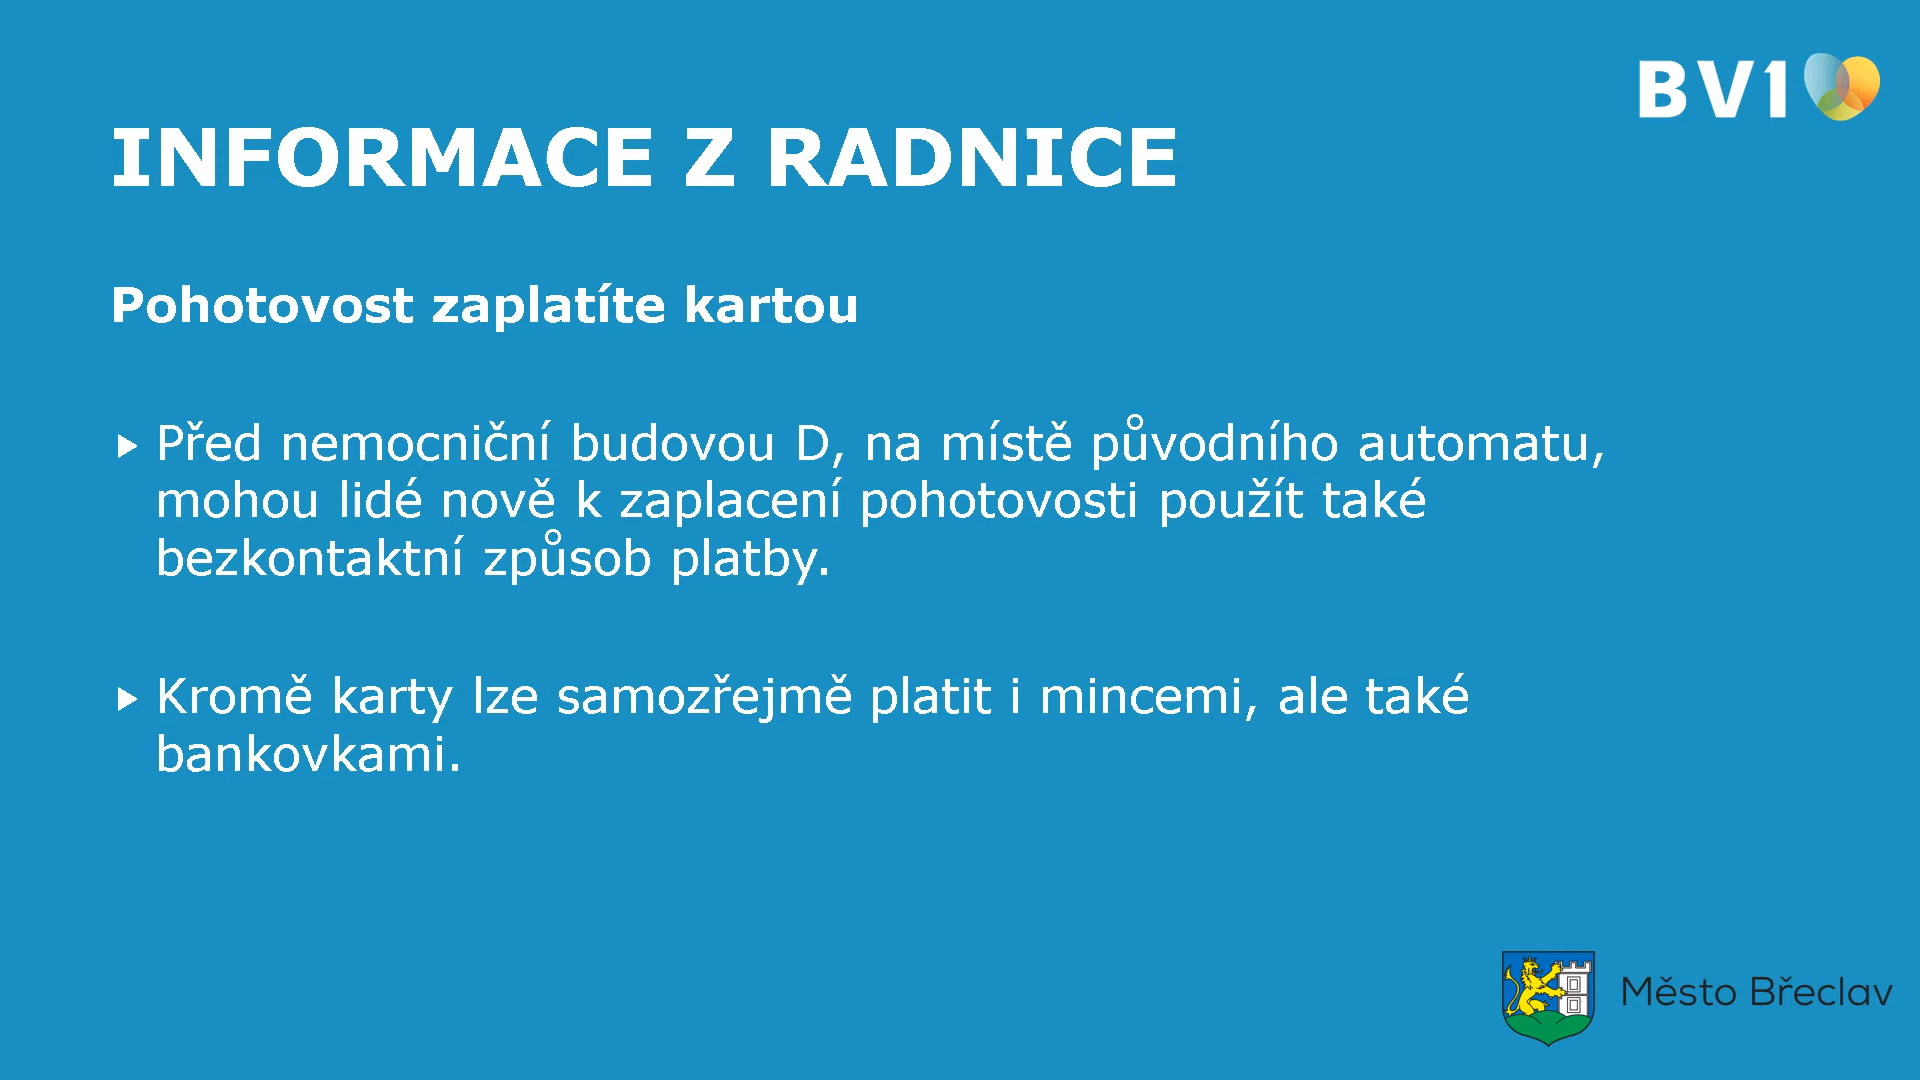 BV1
INFORMACE Z RADNICE
Pohotovost zaplatíte kartou
Před nemocniční budovou D, na místě původního automatu,
mohou lidé nově k zaplacení pohotovosti použít také
bezkontaktní způsob platby.
Kromě karty lze samozřejmě platit i mincemi, ale také
bankovkami.
Město Břeclav